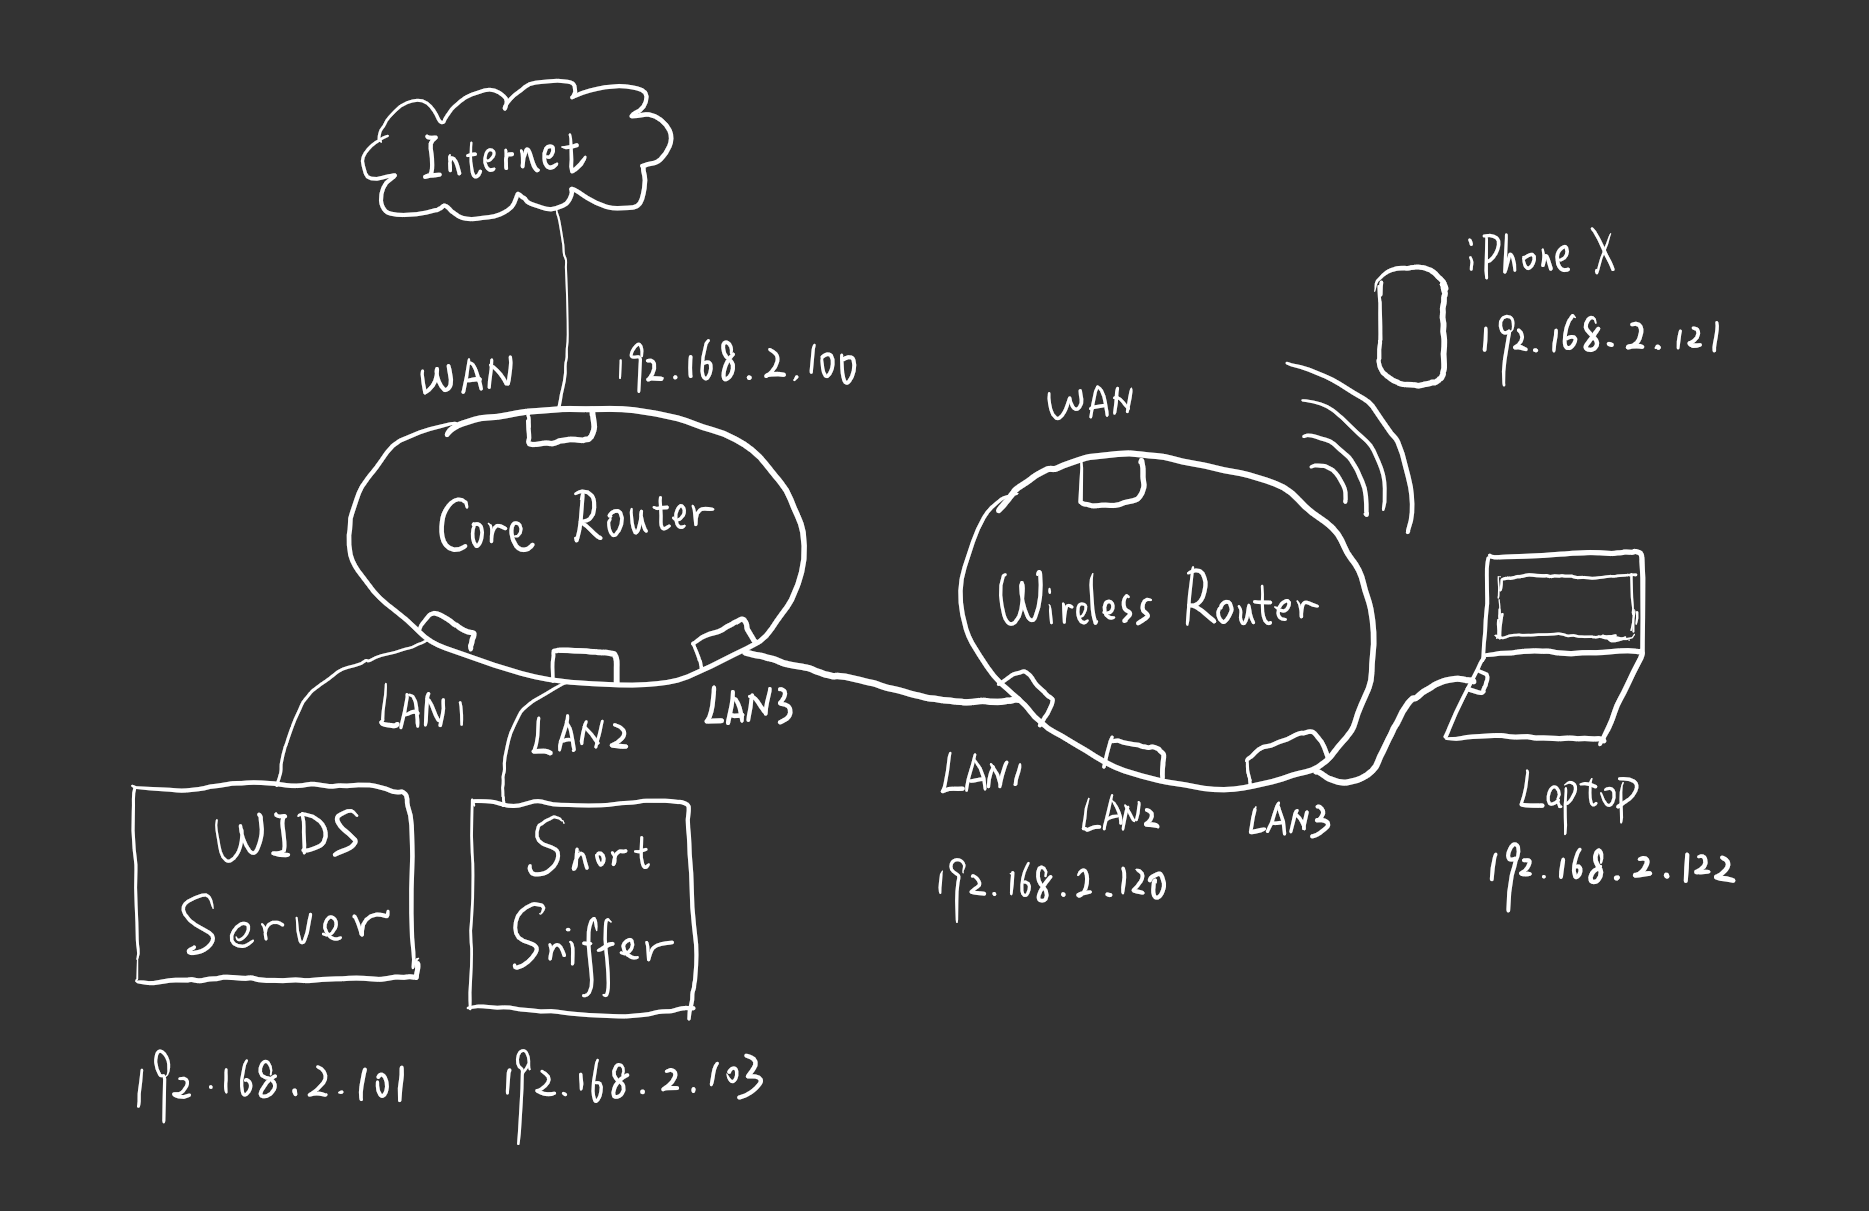 Internet
iPhone X
192.168.2.121
WAN
192.168.2.100
WAN
Core Router
Wireless Router
LAN1
LAN2
LAN3
LAN1
LAN2
LAN3
192.168.2.120
Laptop
192.168.2.122
WIDS
Server
Snort
Sniffer
192.168.2.101
192.168.2.103